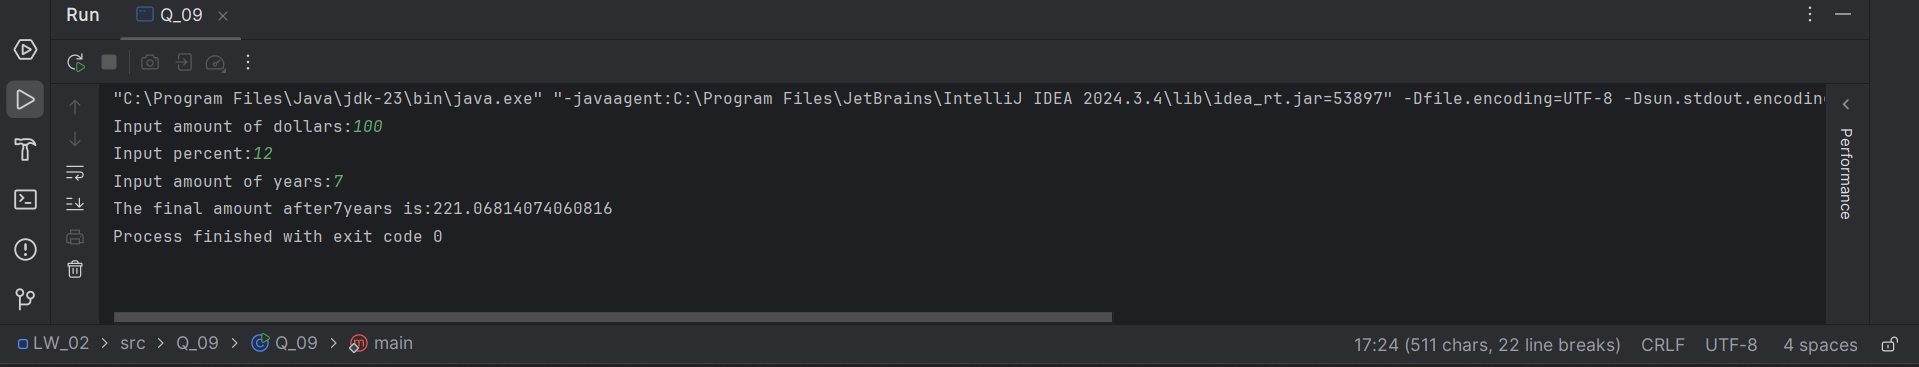 Run Q_09
"C:\Program Files\Java\jdk-23\bin\java.exe" "-javaagent:C:\Program Files\JetBrains\IntelliJ IDEA 2024.3.4\lib\idea_rt.jar=53897" -Dfile.encoding=UTF-8 -Dsun.stdout.encodin
Input amount of dollars:100
Input percent:12
Input amount of years:7
The final amount after7years is:221.06814074060816
Process finished with exit code 0
Performance
LW_02 > src > Q_09 > Q_09 > main 17:24 (511 chars, 22 line breaks) CRLF UTF-8 4 spaces